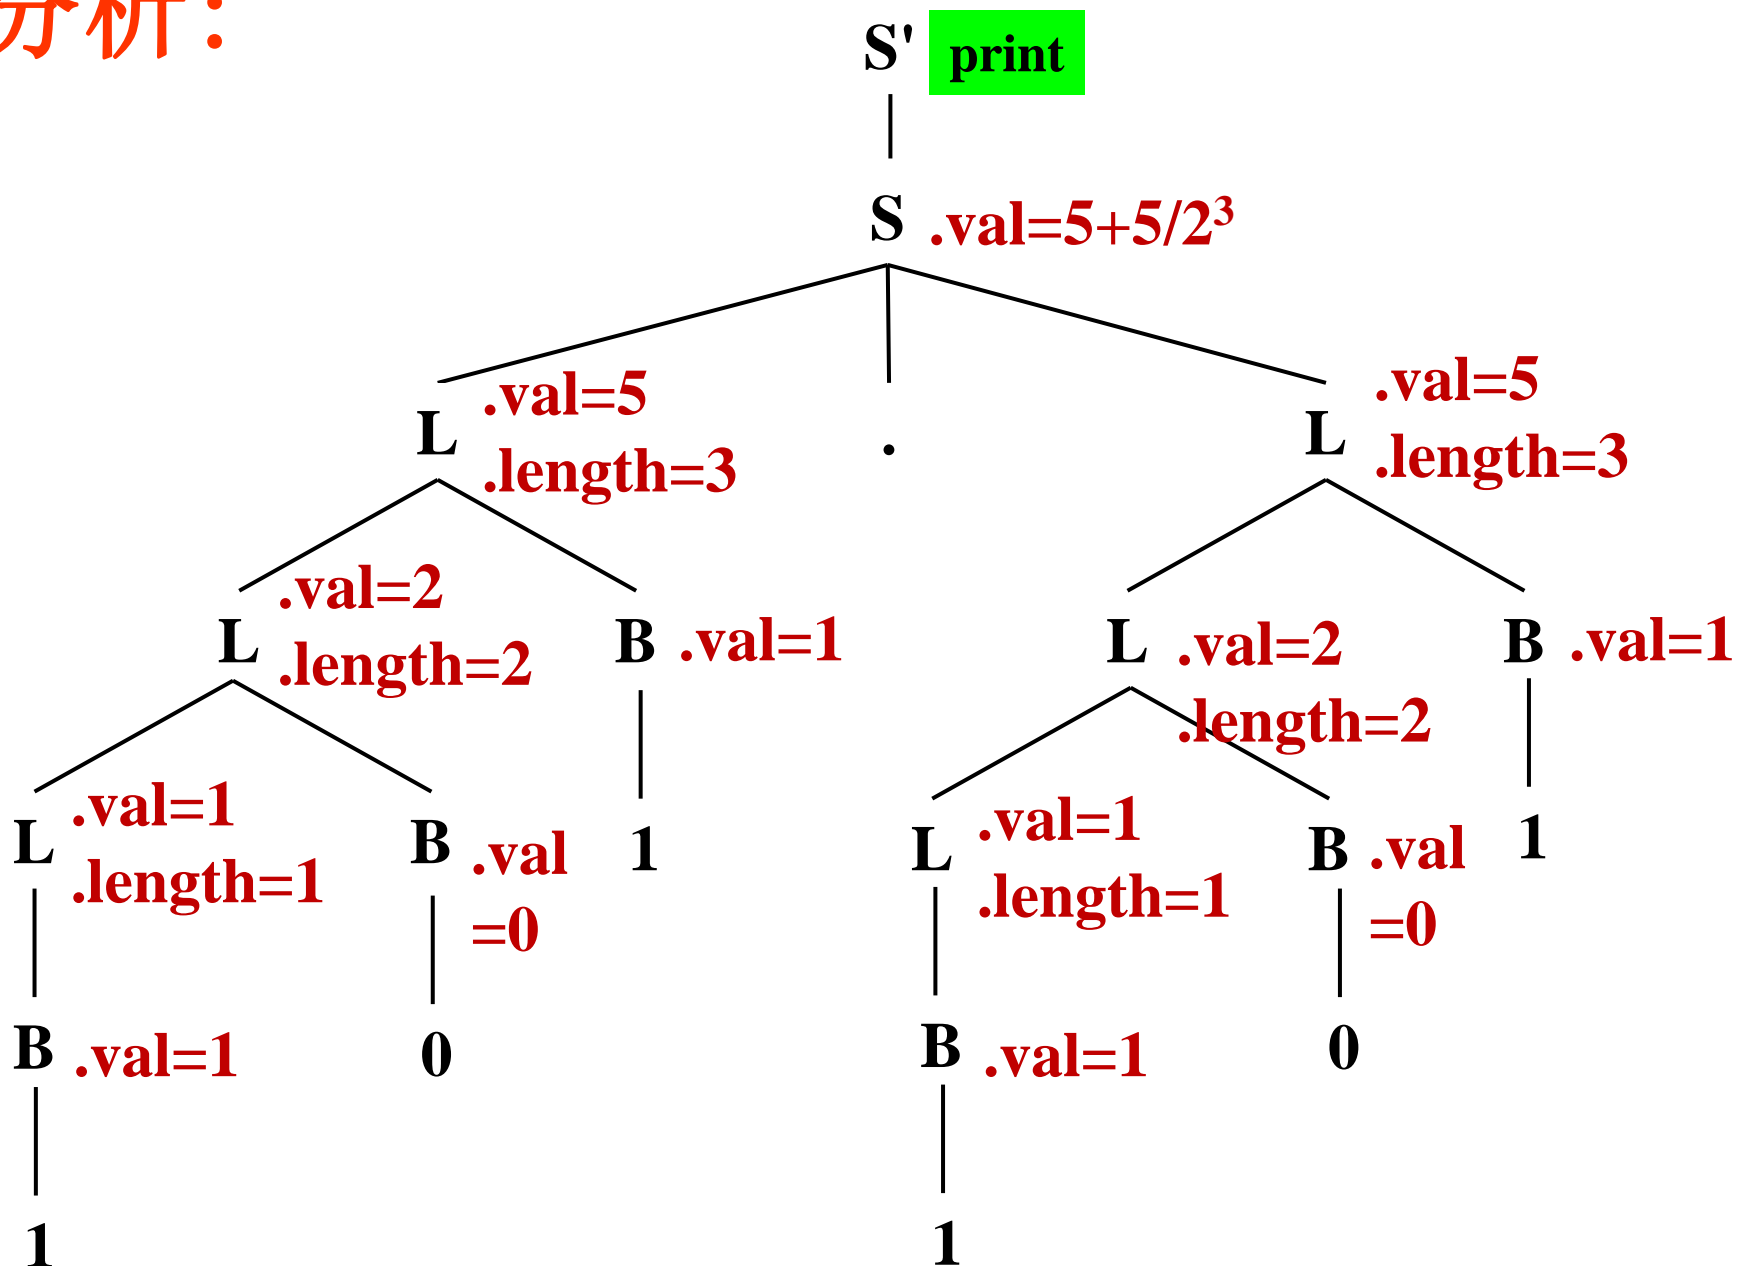 分析：
S' print
S .val=5+5/2³
L .val=5
.length=3
.
L .val=5
.length=3
L .val=2
.length=2
B .val=1
L .val=2
.length=2
B .val=1
L .val=1
.length=1
B .val
=0
1
L .val=1
.length=1
B .val
=0
1
B .val=1
0
B .val=1
0
1
1